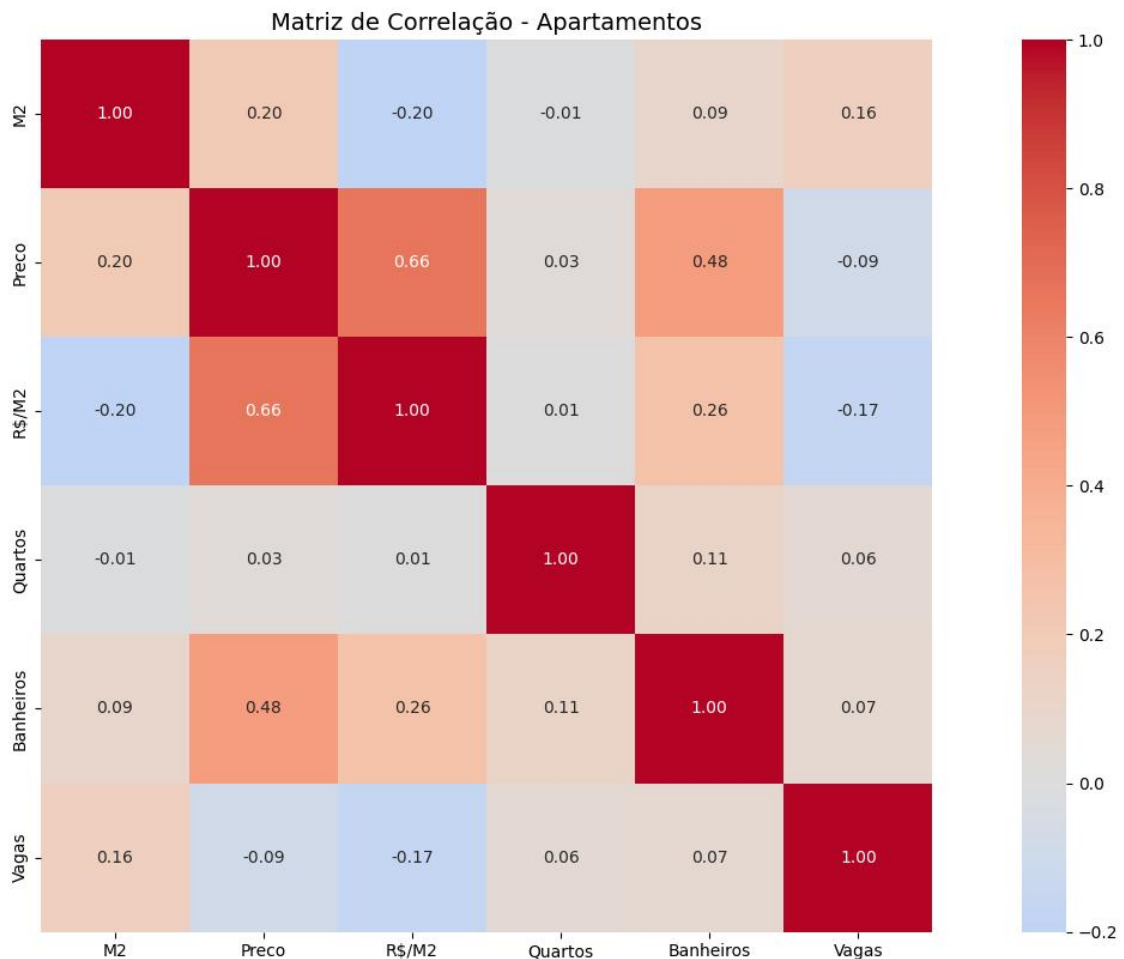 Matriz de Correlação - Apartamentos
M2 1.00 0.20 -0.20 -0.01 0.09 0.16
Preco 0.20 1.00 0.66 0.03 0.48 -0.09
R$/M2 -0.20 0.66 1.00 0.01 0.26 -0.17
Quartos -0.01 0.03 0.01 1.00 0.11 0.06
Banheiros 0.09 0.48 0.26 0.11 1.00 0.07
Vagas 0.16 -0.09 -0.17 0.06 0.07 1.00
M2 Preco R$/M2 Quartos Banheiros Vagas
1.0
0.8
0.6
0.4
0.2
0.0
−0.2